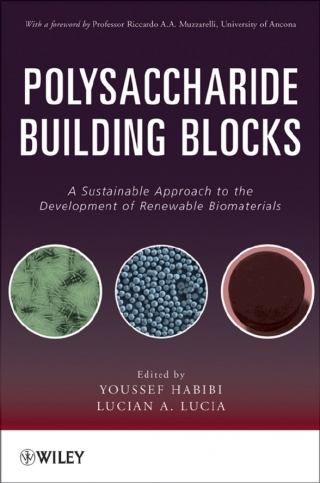 With a foreword by Professor Riccardo A.A. Muzzarelli, University of Ancona
POLYSACCHARIDE
BUILDING BLOCKS
A Sustainable Approach to the
Development of Renewable Biomaterials
Edited by
YOUSSEF HABIBI
LUCIAN A. LUCIA
WILEY